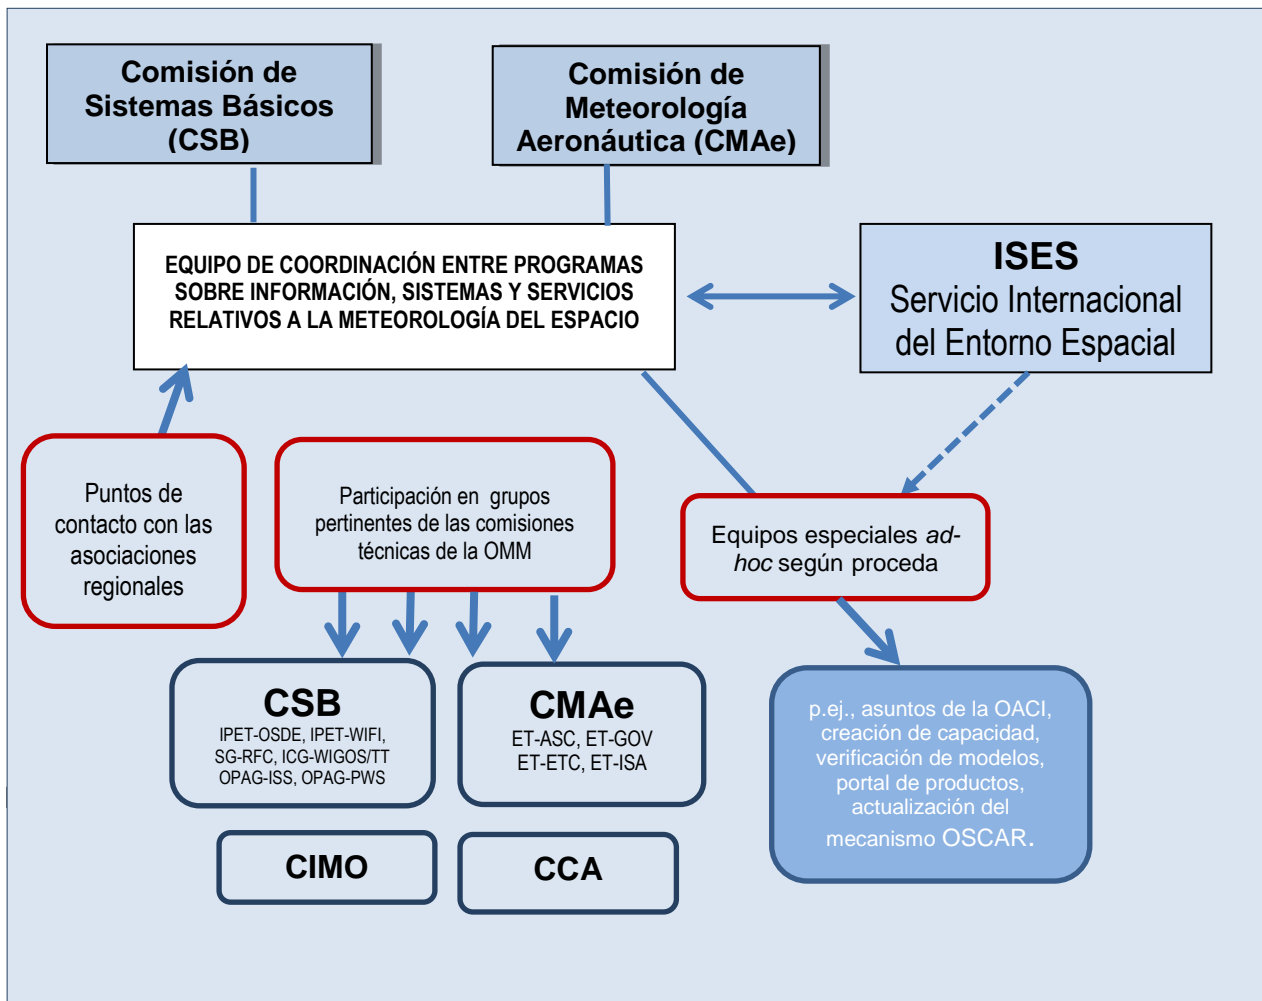 Comisión de
Sistemas Básicos
(CSB)
Comisión de
Meteorología
Aeronáutica (CMAe)
EQUIPO DE COORDINACIÓN ENTRE PROGRAMAS
SOBRE INFORMACIÓN, SISTEMAS Y SERVICIOS
RELATIVOS A LA METEOROLOGÍA DEL ESPACIO
ISES
Servicio Internacional
del Entorno Espacial
Puntos de
contacto con las
asociaciones
regionales
Participación en grupos
pertinentes de las comisiones
técnicas de la OMM
Equipos especiales ad-
hoc según proceda
CSB
IPET-OSDE, IPET-WIFI,
SG-RFC, ICG-WIGOS/TT
OPAG-ISS, OPAG-PWS
CMAe
ET-ASC, ET-GOV
ET-ETC, ET-ISA
p.ej., asuntos de la OACI,
creación de capacidad,
verificación de modelos,
portal de productos,
actualización del
mecanismo OSCAR.
CIMO
CCA